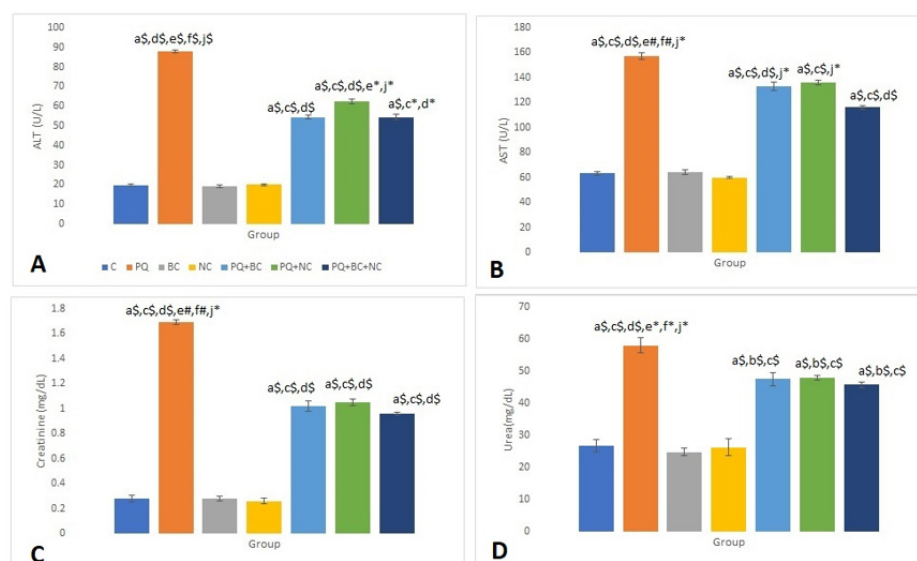 100
90
80
70
60
50
40
30
20
10
0
ALT (U/L)
a$,d$,e$,f$,j$
a$,c$,d$
a$,c$,d$,e*,j*
a$,c*,d*
Group
A
C PQ BC NC PQ+BC PQ+NC PQ+BC+NC
180
160
140
120
100
80
60
40
20
0
AST (U/L)
a$,c$,d$,e#,f#,j*
a$,c$,d$,j*
a$,c$,j*
a$,c$,d$
Group
B
1.8
1.6
1.4
1.2
1
0.8
0.6
0.4
0.2
0
Creatinine (mg/dL)
a$,c$,d$,e#,f#,j*
a$,c$,d$
a$,c$,d$
a$,c$,d$
Group
C
70
60
50
40
30
20
10
0
Urea(mg/dL)
a$,c$,d$,e*,f*,j*
a$,b$,c$
a$,b$,c$
a$,b$,c$
Group
D